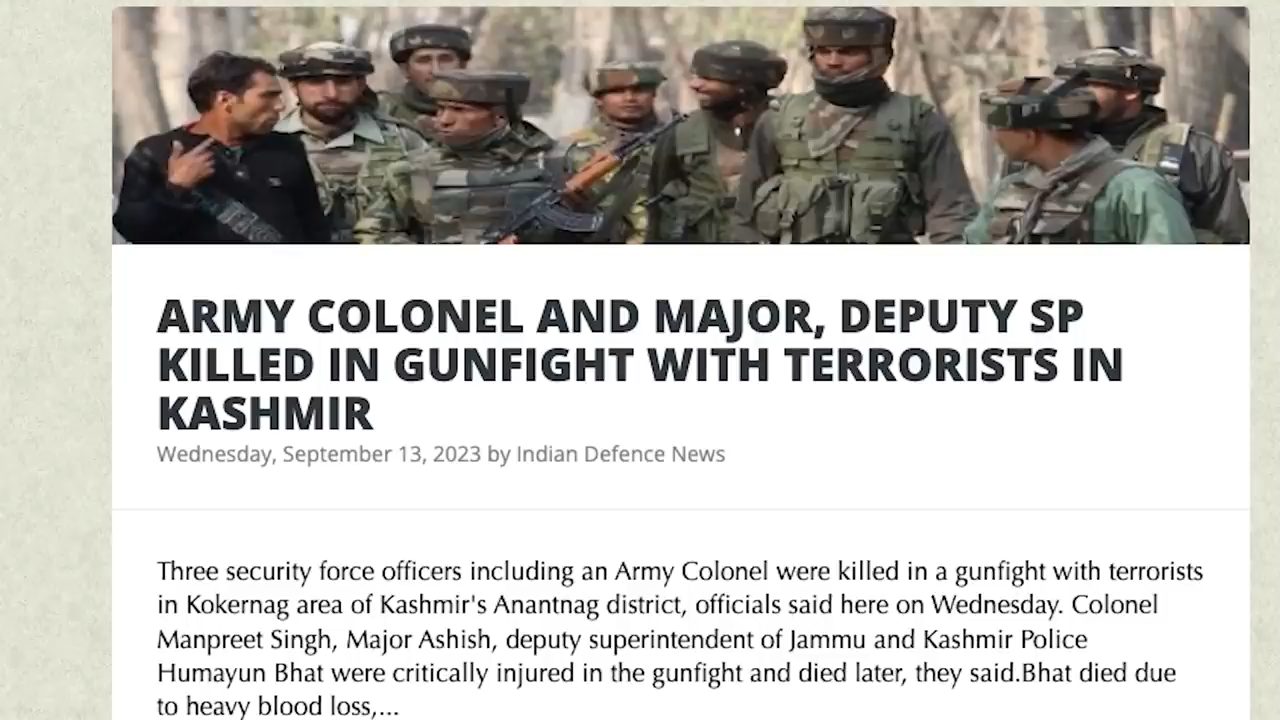 ARMY COLONEL AND MAJOR, DEPUTY SP
KILLED IN GUNFIGHT WITH TERRORISTS IN
KASHMIR
Wednesday, September 13, 2023 by Indian Defence News
Three security force officers including an Army Colonel were killed in a gunfight with terrorists
in Kokernag area of Kashmir's Anantnag district, officials said here on Wednesday. Colonel
Manpreet Singh, Major Ashish, deputy superintendent of Jammu and Kashmir Police
Humayun Bhat were critically injured in the gunfight and died later, they said.Bhat died due
to heavy blood loss,...